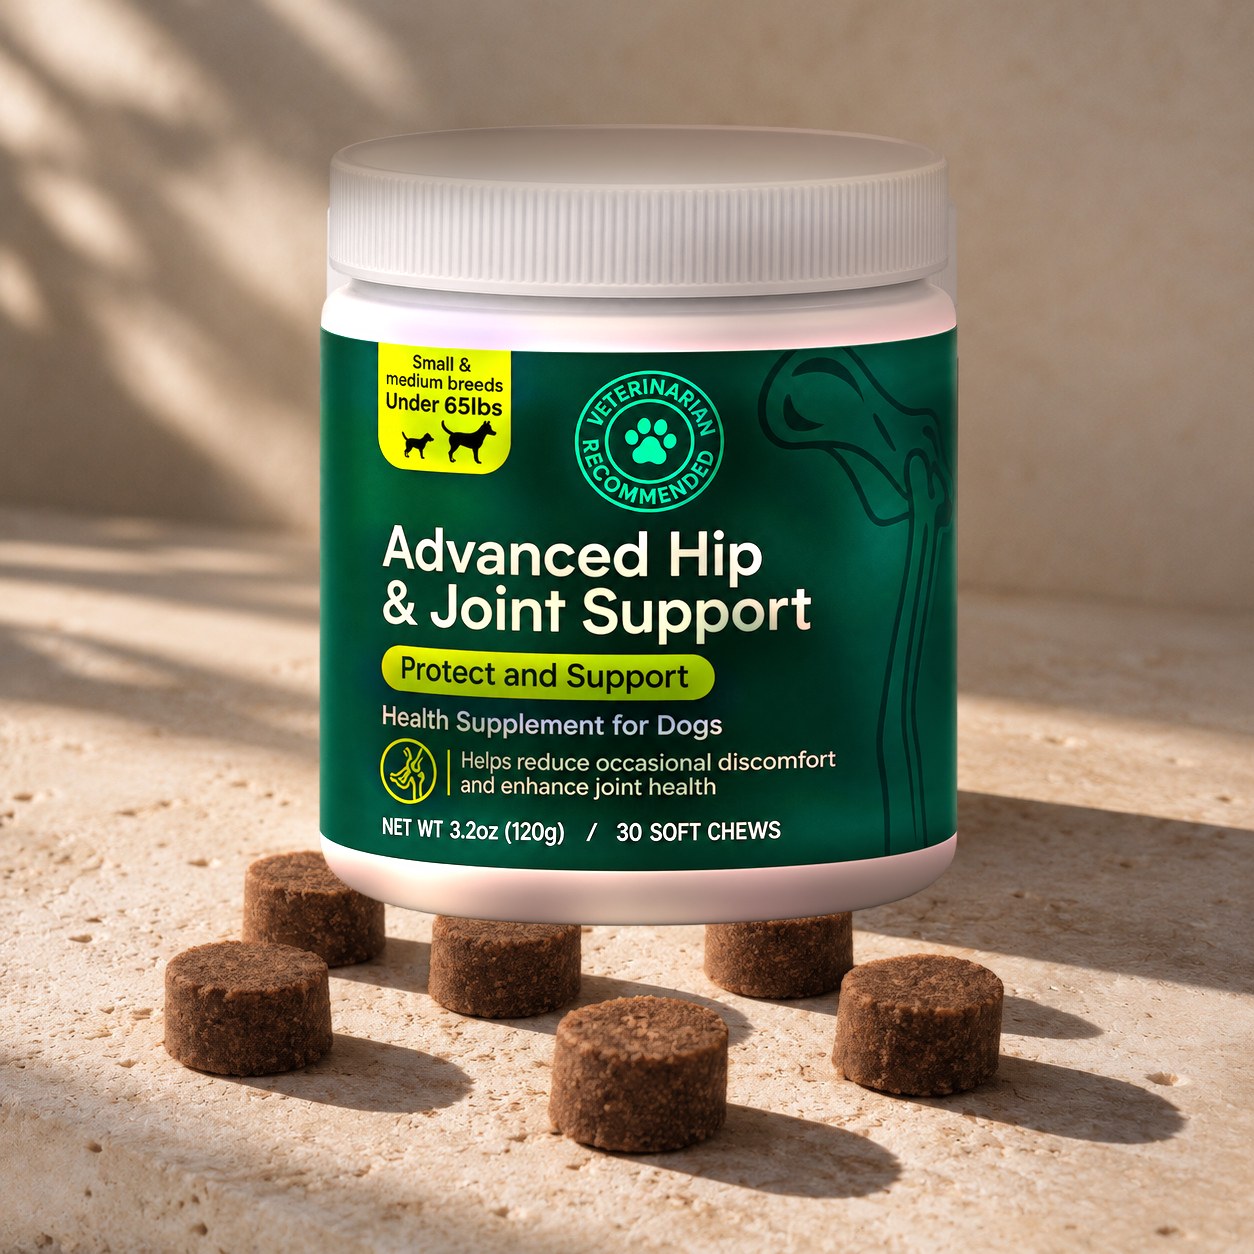 Small &
medium breeds
Under 65lbs
VETERINARIAN
RECOMMENDED
Advanced Hip
& Joint Support
Protect and Support
Health Supplement for Dogs
Helps reduce occasional discomfort
and enhance joint health
NET WT 3.2oz (120g) / 30 SOFT CHEWS